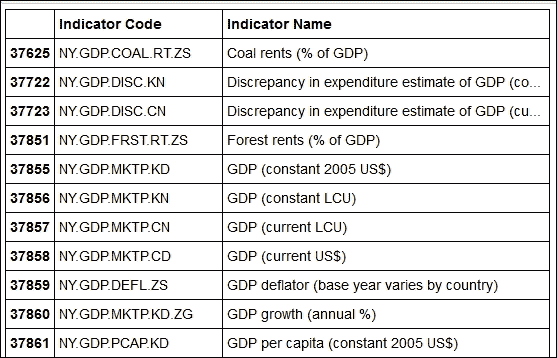 Indicator Code Indicator Name
37625 NY.GDP.COAL.RT.ZS Coal rents (% of GDP)
37722 NY.GDP.DISC.KN Discrepancy in expenditure estimate of GDP (co...
37723 NY.GDP.DISC.CN Discrepancy in expenditure estimate of GDP (cu...
37851 NY.GDP.FRST.RT.ZS Forest rents (% of GDP)
37855 NY.GDP.MKTP.KD GDP (constant 2005 US$)
37856 NY.GDP.MKTP.KN GDP (constant LCU)
37857 NY.GDP.MKTP.CN GDP (current LCU)
37858 NY.GDP.MKTP.CD GDP (current US$)
37859 NY.GDP.DEFL.ZS GDP deflator (base year varies by country)
37860 NY.GDP.MKTP.KD.ZG GDP growth (annual %)
37861 NY.GDP.PCAP.KD GDP per capita (constant 2005 US$)